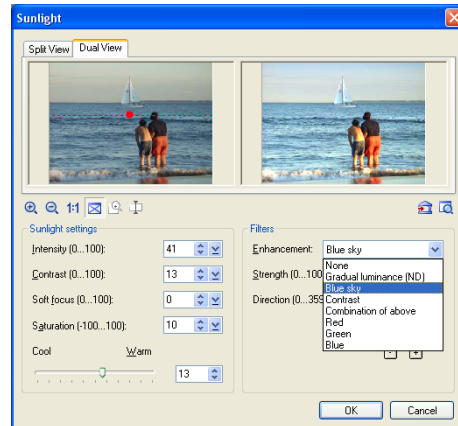 Sunlight
Split View Dual View
1:1
Sunlight settings
Intensity (0...100): 41
Contrast (0...100): 13
Soft focus (0...100): 0
Saturation (-100...100): 10
Cool Warm
13
Filters
Enhancement: Blue sky
Strength (0...100
Direction (0...359
None
Gradual luminance (ND)
Blue sky
Contrast
Combination of above
Red
Green
Blue
OK Cancel